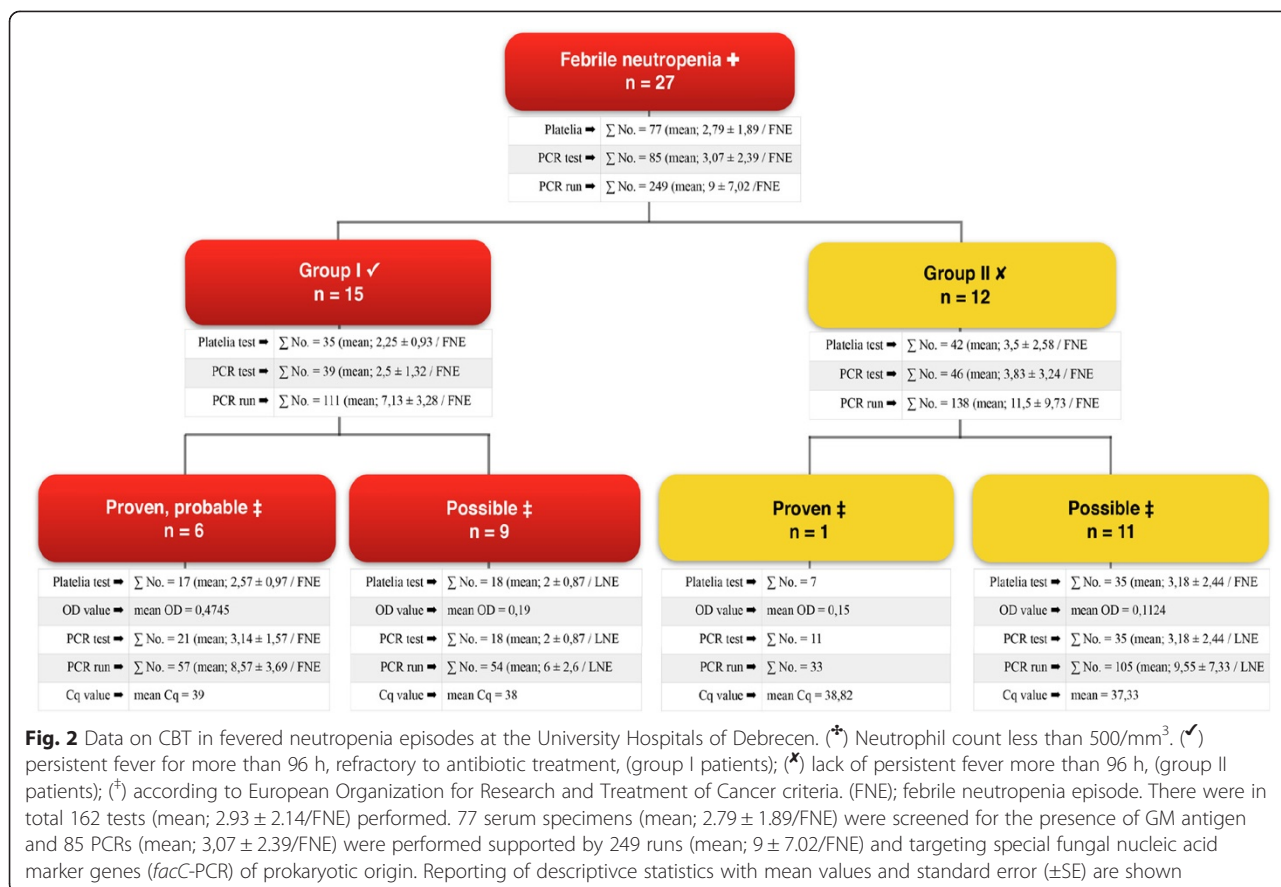 Febrile neutropenia ✚
n = 27
Platelia ➡ ∑ No. = 77 (mean; 2,79 ± 1,89 / FNE
PCR test ➡ ∑ No. = 85 (mean; 3,07 ± 2,39 / FNE
PCR run ➡ ∑ No. = 249 (mean; 9 ± 7,02 /FNE
Group I ✓
n = 15
Platelia test ➡ ∑ No. = 35 (mean; 2,25 ± 0,93 / FNE
PCR test ➡ ∑ No. = 39 (mean; 2,5 ± 1,32 / FNE
PCR run ➡ ∑ No. = 111 (mean; 7,13 ± 3,28 / FNE
Group II ✘
n = 12
Platelia test ➡ ∑ No. = 42 (mean; 3,5 ± 2,58 / FNE
PCR test ➡ ∑ No. = 46 (mean; 3,83 ± 3,24 / FNE
PCR run ➡ ∑ No. = 138 (mean; 11,5 ± 9,73 / FNE
Proven, probable ‡
n = 6
Platelia test ➡ ∑ No. = 17 (mean; 2,57 ± 0,97 / FNE
OD value ➡ mean OD = 0,4745
PCR test ➡ ∑ No. = 21 (mean; 3,14 ± 1,57 / FNE
PCR run ➡ ∑ No. = 57 (mean; 8,57 ± 3,69 / FNE
Cq value ➡ mean Cq = 39
Possible ‡
n = 9
Platelia test ➡ ∑ No. = 18 (mean; 2 ± 0,87 / LNE
OD value ➡ mean OD = 0,19
PCR test ➡ ∑ No. = 18 (mean; 2 ± 0,87 / LNE
PCR run ➡ ∑ No. = 54 (mean; 6 ± 2,6 / LNE
Cq value ➡ mean Cq = 38
Proven ‡
n = 1
Platelia test ➡ ∑ No. = 7
OD value ➡ mean OD = 0,15
PCR test ➡ ∑ No. = 11
PCR run ➡ ∑ No. = 33
Cq value ➡ mean Cq = 38,82
Possible ‡
n = 11
Platelia test ➡ ∑ No. = 35 (mean; 3,18 ± 2,44 / FNE
OD value ➡ mean OD = 0,1124
PCR test ➡ ∑ No. = 35 (mean; 3,18 ± 2,44 / LNE
PCR run ➡ ∑ No. = 105 (mean; 9,55 ± 7,33 / LNE
Cq value ➡ mean = 37,33
Fig. 2 Data on CBT in fevered neutropenia episodes at the University Hospitals of Debrecen. (✤) Neutrophil count less than 500/mm³. (✔)
persistent fever for more than 96 h, refractory to antibiotic treatment, (group I patients); (✘) lack of persistent fever more than 96 h, (group II
patients); (†) according to European Organization for Research and Treatment of Cancer criteria. (FNE); febrile neutropenia episode. There were in
total 162 tests (mean; 2.93 ± 2.14/FNE) performed. 77 serum specimens (mean; 2.79 ± 1.89/FNE) were screened for the presence of GM antigen
and 85 PCRs (mean; 3,07 ± 2.39/FNE) were performed supported by 249 runs (mean; 9 ± 7.02/FNE) and targeting special fungal nucleic acid
marker genes (facC-PCR) of prokaryotic origin. Reporting of descriptivce statistics with mean values and standard error (±SE) are shown